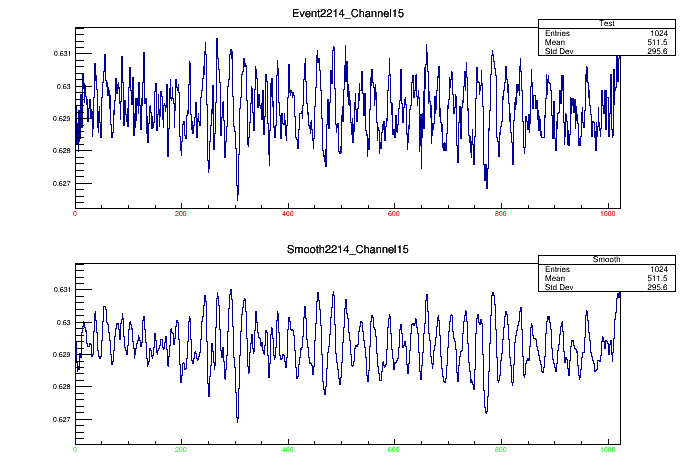 Event2214_Channel15
Test
Entries 1024
Mean 511.5
Std Dev 295.6
0.631
0.63
0.629
0.628
0.627
0 200 400 600 800 1000
Smooth2214_Channel15
Smooth
Entries 1024
Mean 511.5
Std Dev 295.6
0.631
0.63
0.629
0.628
0.627
0 200 400 600 800 1000